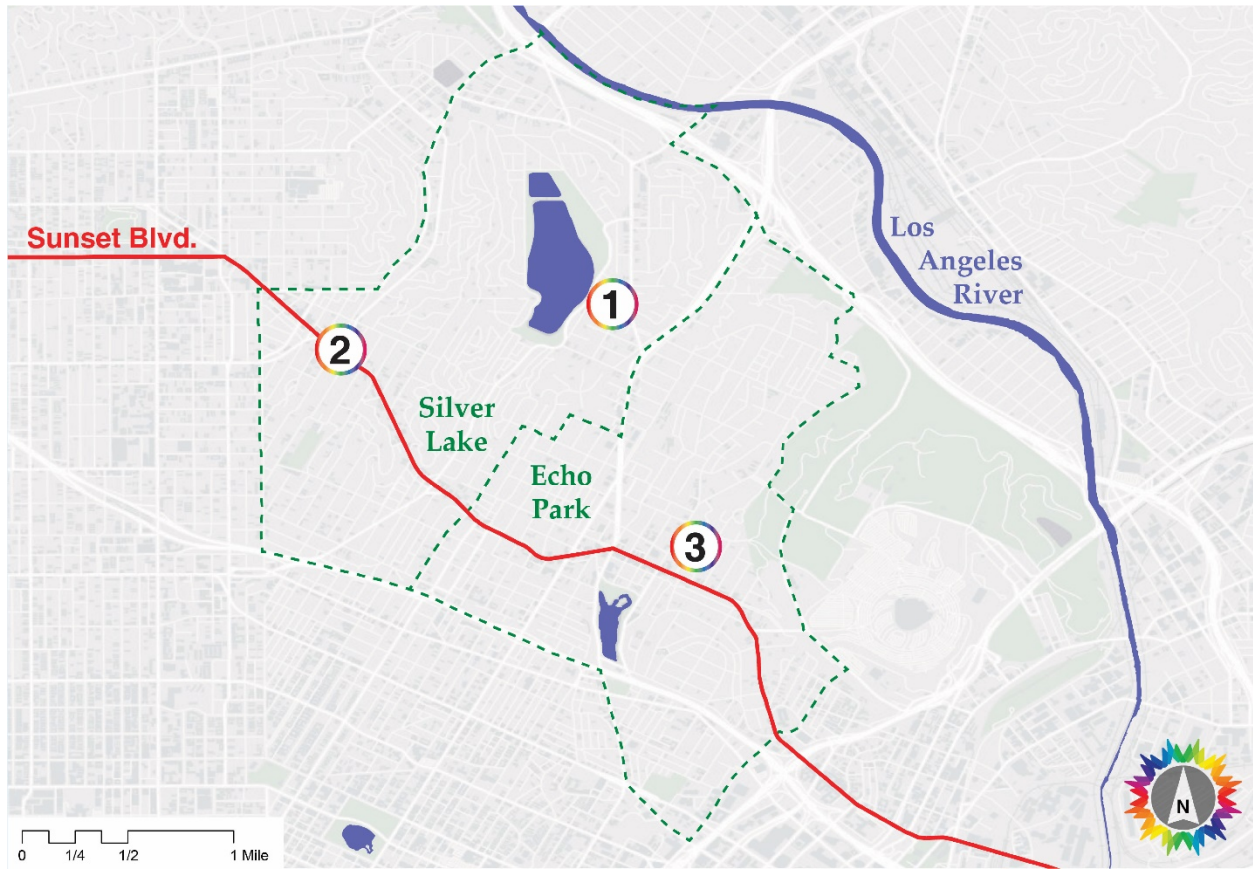 Sunset Blvd.
Los
Angeles
River
1
2
Silver
Lake
Echo
Park
3
N
0 1/4 1/2 1 Mile